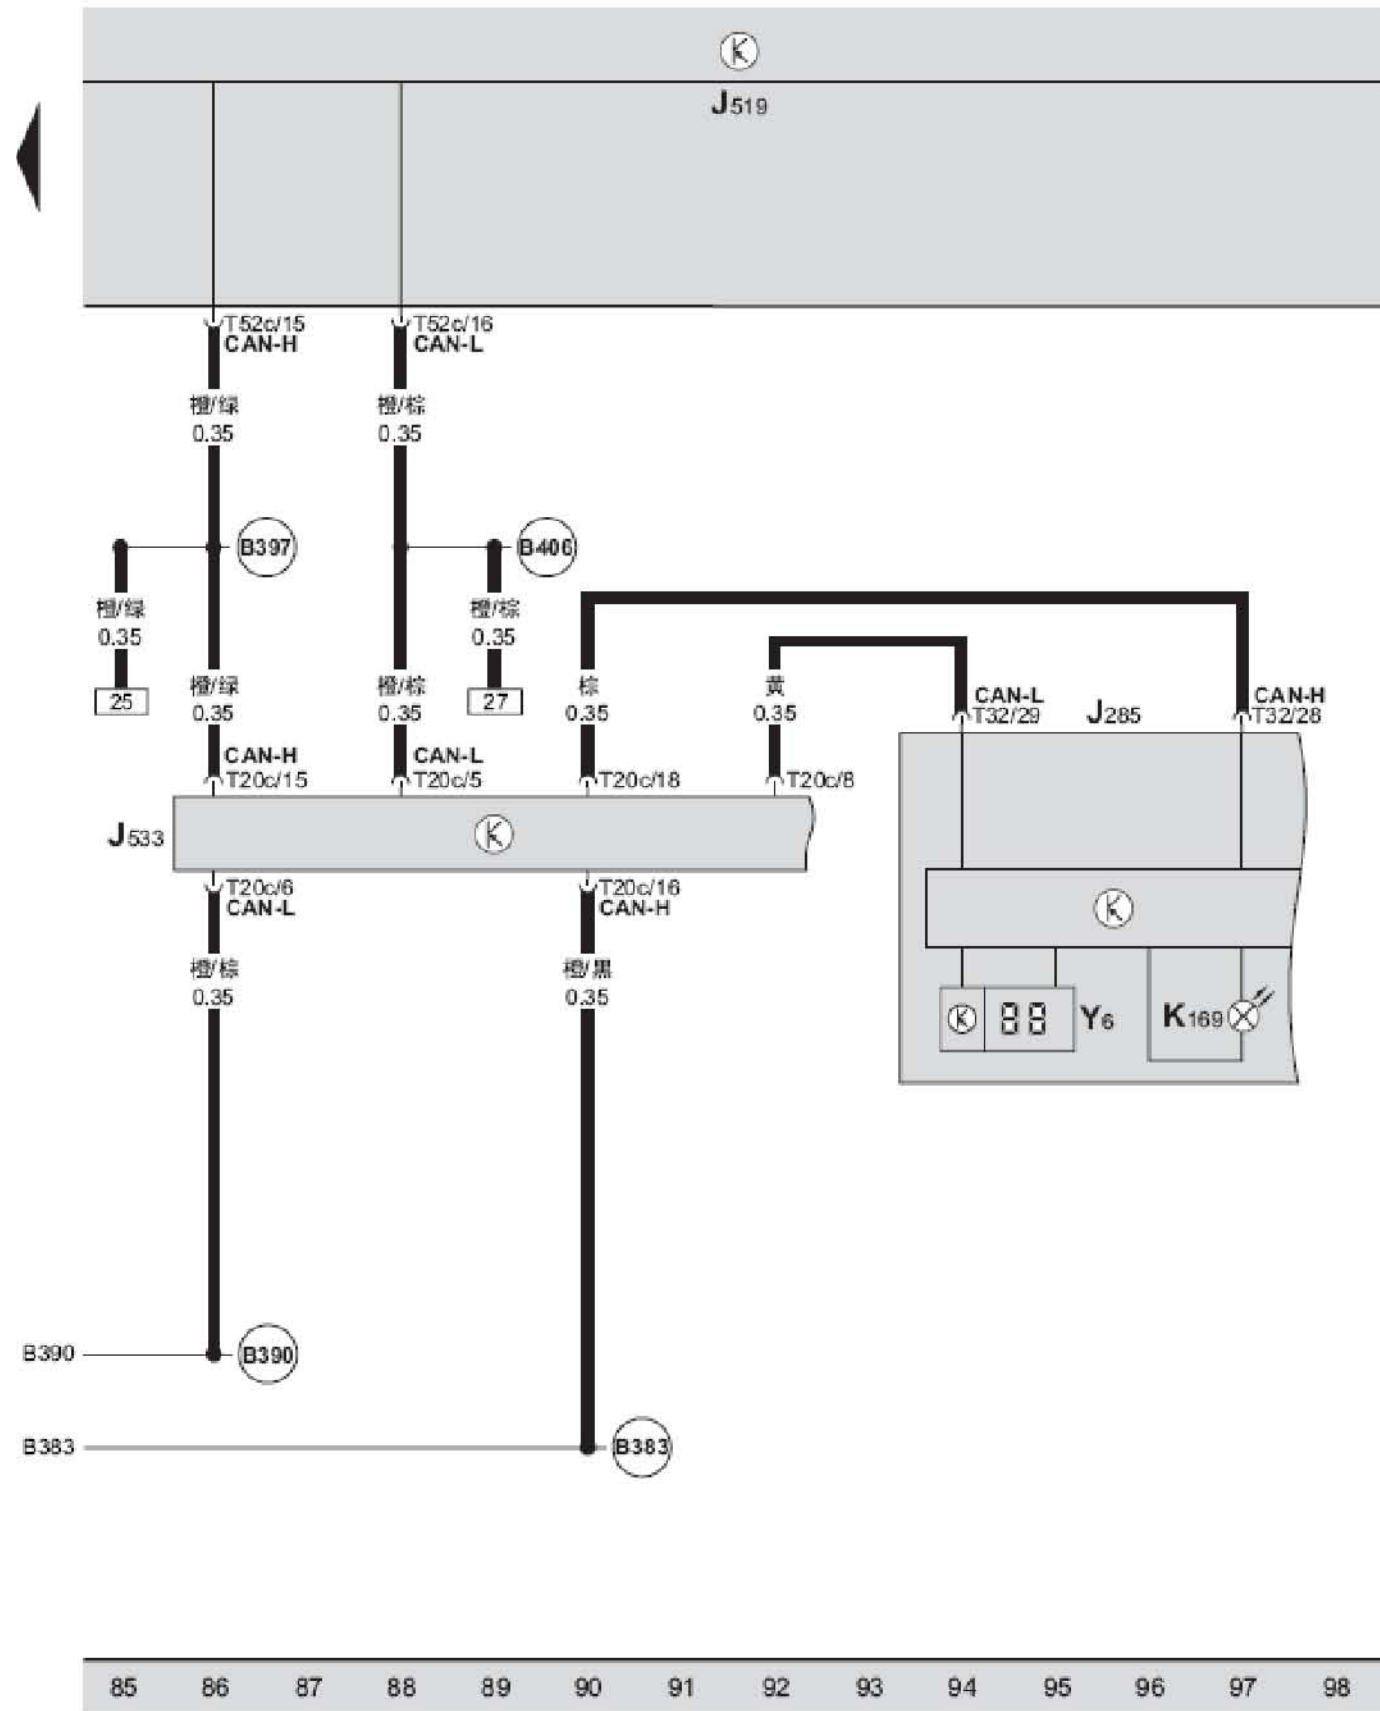 J519
T52c/15
CAN-H
T52c/16
CAN-L
橙/绿
0.35
橙/棕
0.35
B397
B406
橙/绿
0.35
橙/棕
0.35
25
27
橙/绿
0.35
橙/棕
0.35
棕
0.35
黄
0.35
CAN-L
T32/29
J285
CAN-H
T32/28
CAN-H
T20c/15
CAN-L
T20c/5
T20c/18
T20c/8
J533
T20c/6
CAN-L
T20c/16
CAN-H
橙/棕
0.35
橙/黑
0.35
Y6
K169
B390
B390
B383
B383
85 86 87 88 89 90 91 92 93 94 95 96 97 98